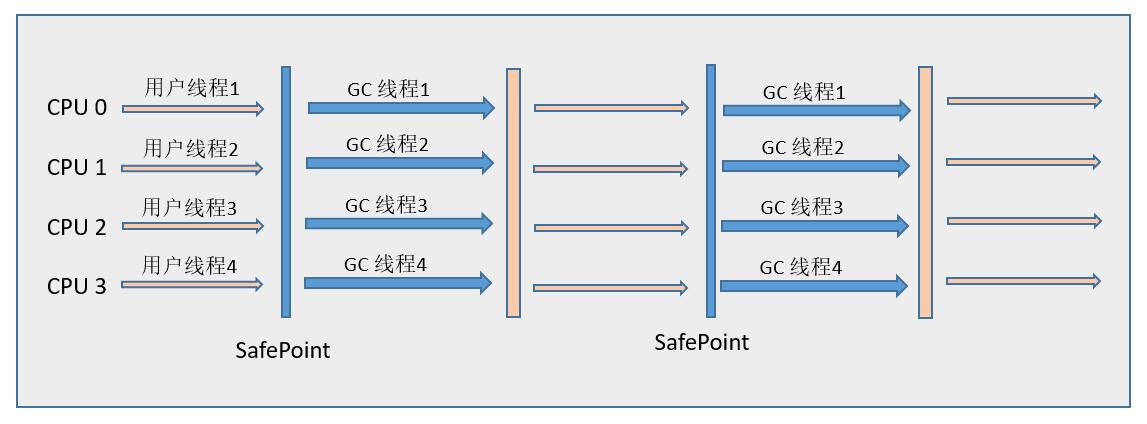 CPU 0 用户线程1 GC 线程1 GC 线程1
CPU 1 用户线程2 GC 线程2 GC 线程2
CPU 2 用户线程3 GC 线程3 GC 线程3
CPU 3 用户线程4 GC 线程4 GC 线程4
SafePoint SafePoint